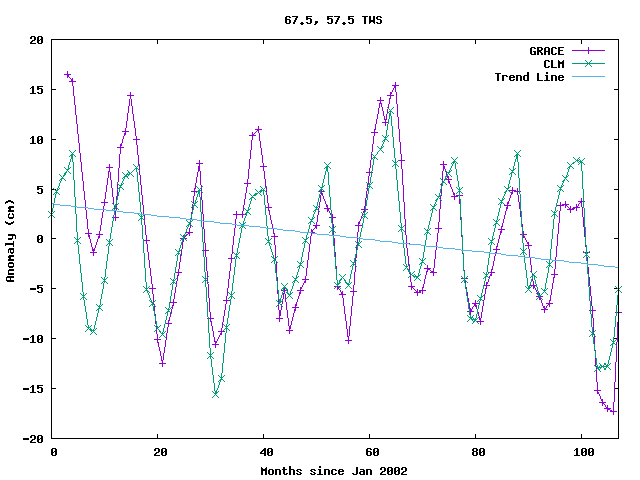 67.5, 57.5 TWS
GRACE
CLM
Trend Line
Anomaly (cm)
20
15
10
5
0
-5
-10
-15
-20
0 20 40 60 80 100
Months since Jan 2002